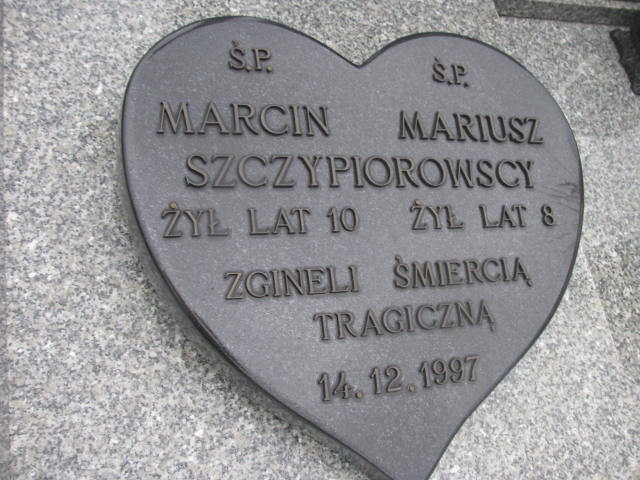 Ś.P. Ś.P.
MARCIN MARIUSZ
SZCZYPIOROWSCY
ŻYŁ LAT 10 ŻYŁ LAT 8
ZGINELI ŚMIERCIĄ
TRAGICZNĄ
14.12.1997